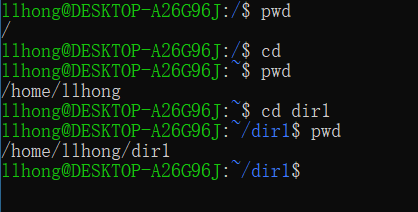 llhong@DESKTOP-A26G96J:/$ pwd
/
llhong@DESKTOP-A26G96J:/$ cd
llhong@DESKTOP-A26G96J:~$ pwd
/home/llhong
llhong@DESKTOP-A26G96J:~$ cd dir1
llhong@DESKTOP-A26G96J:~/dir1$ pwd
/home/llhong/dir1
llhong@DESKTOP-A26G96J:~/dir1$